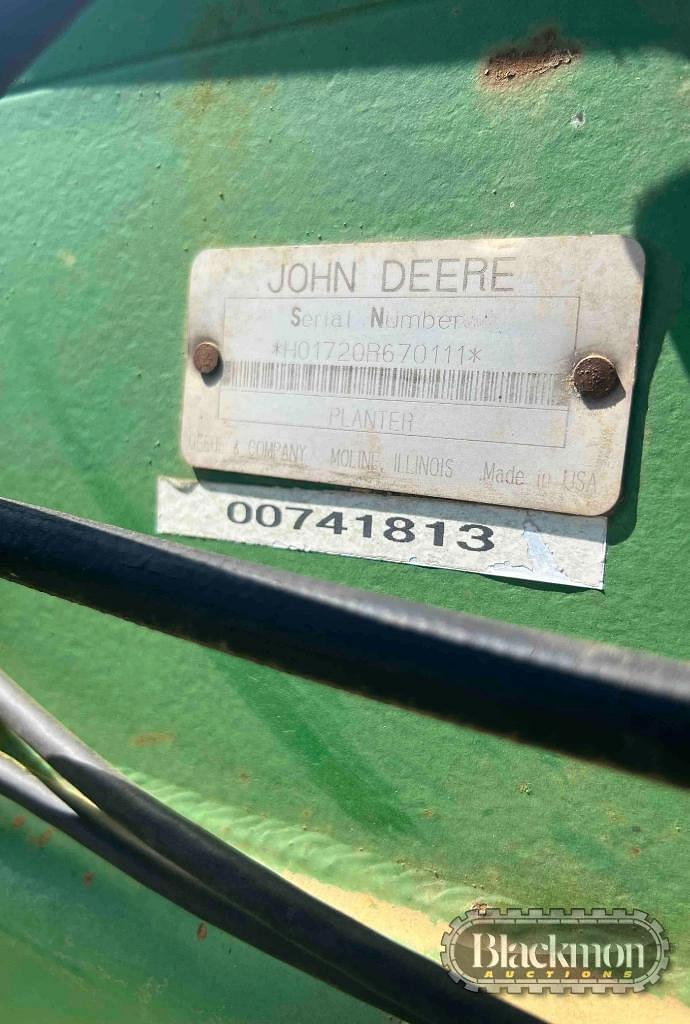 JOHN DEERE
Serial Number
*H01720R670111*
PLANTER
DEERE & COMPANY MOLINE, ILLINOIS Made in USA
00741813
Blackmon
AUCTIONS